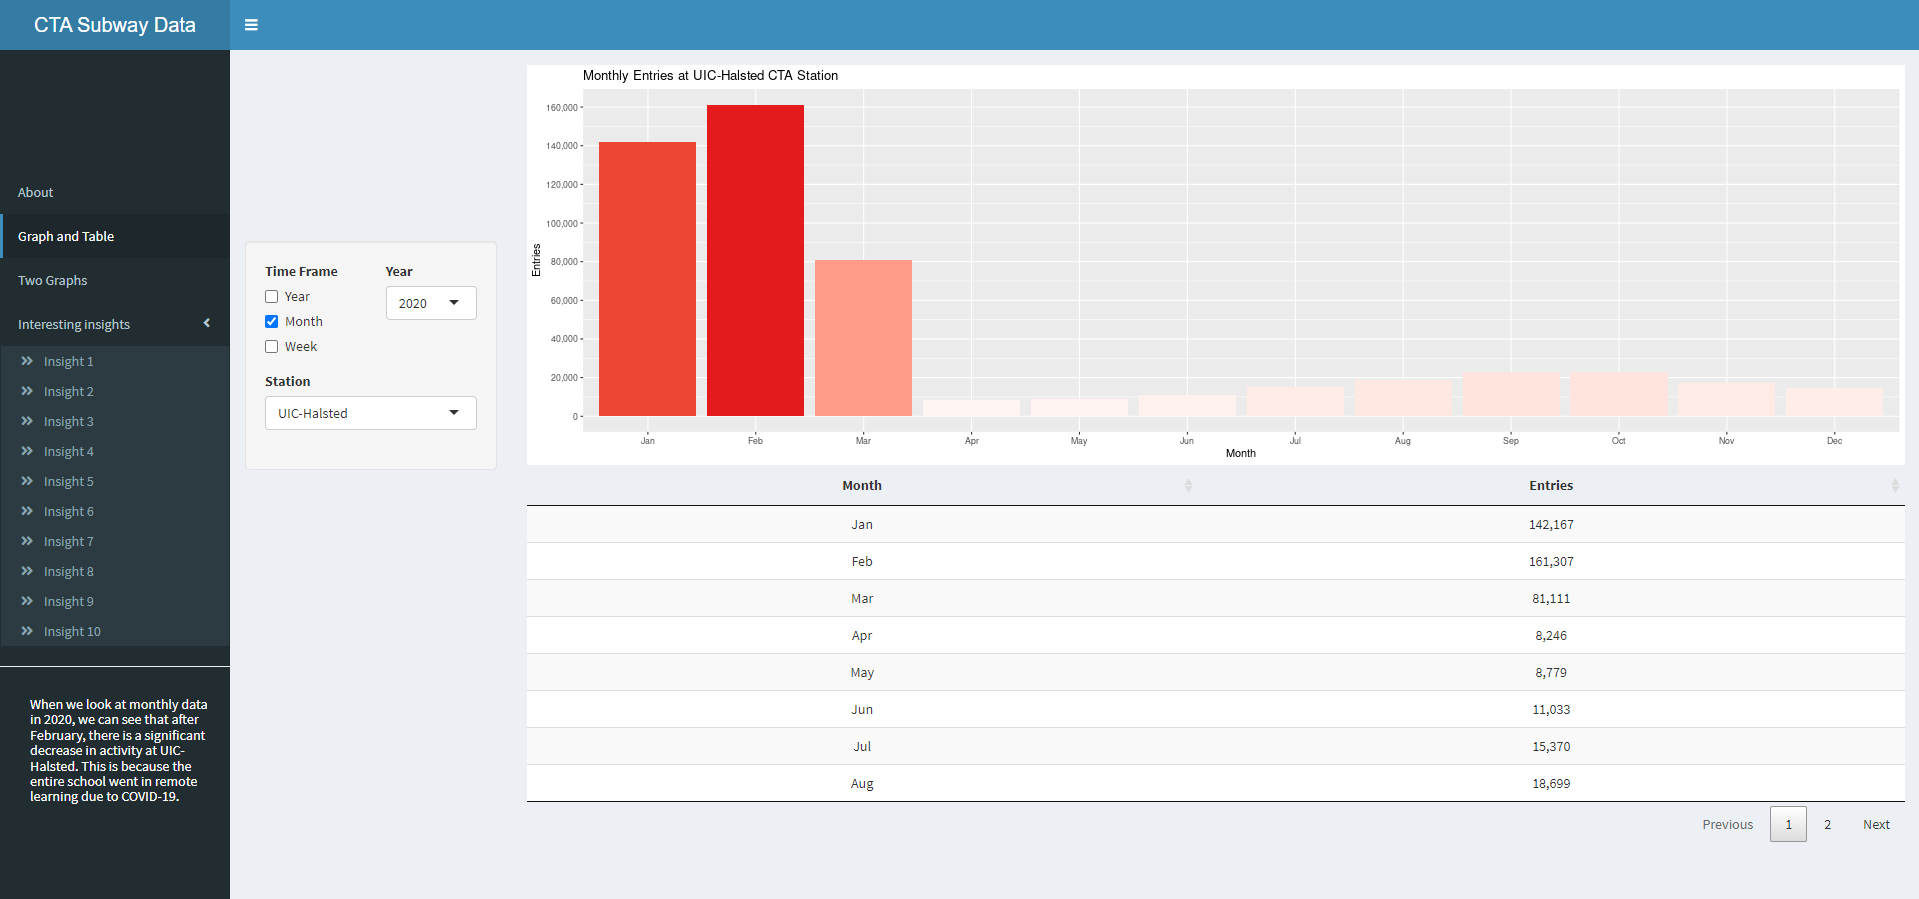 CTA Subway Data
About
Graph and Table
Two Graphs
Interesting insights
Insight 1
Insight 2
Insight 3
Insight 4
Insight 5
Insight 6
Insight 7
Insight 8
Insight 9
Insight 10
When we look at monthly data
in 2020, we can see that after
February, there is a significant
decrease in activity at UIC-
Halsted. This is because the
entire school went in remote
learning due to COVID-19.
Time Frame
Year
Month
Week
Year
2020
Station
UIC-Halsted
Monthly Entries at UIC-Halsted CTA Station
Entries
160,000
140,000
120,000
100,000
80,000
60,000
40,000
20,000
0
Jan Feb Mar Apr May Jun Jul Aug Sep Oct Nov Dec
Month
Month Entries
Jan 142,167
Feb 161,307
Mar 81,111
Apr 8,246
May 8,779
Jun 11,033
Jul 15,370
Aug 18,699
Previous 1 2 Next